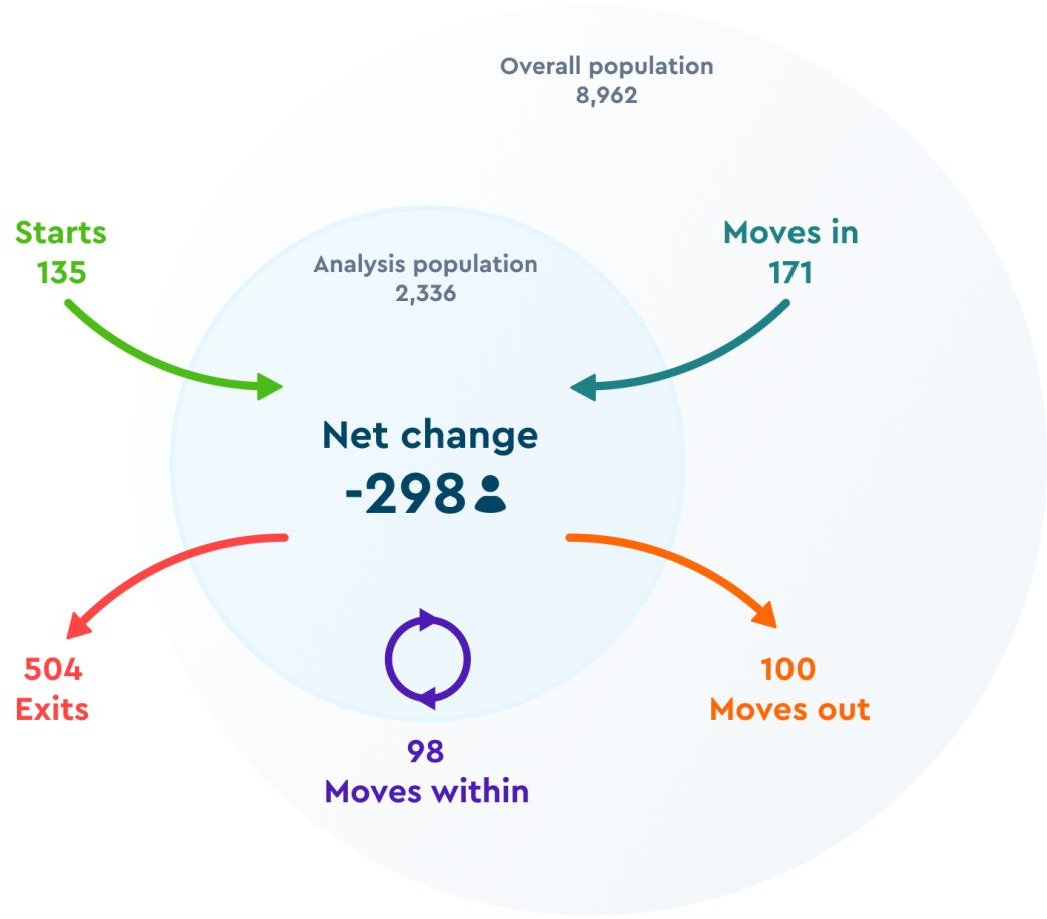 Overall population
8,962
Starts
135
Moves in
171
Analysis population
2,336
Net change
-298
504
Exits
100
Moves out
98
Moves within